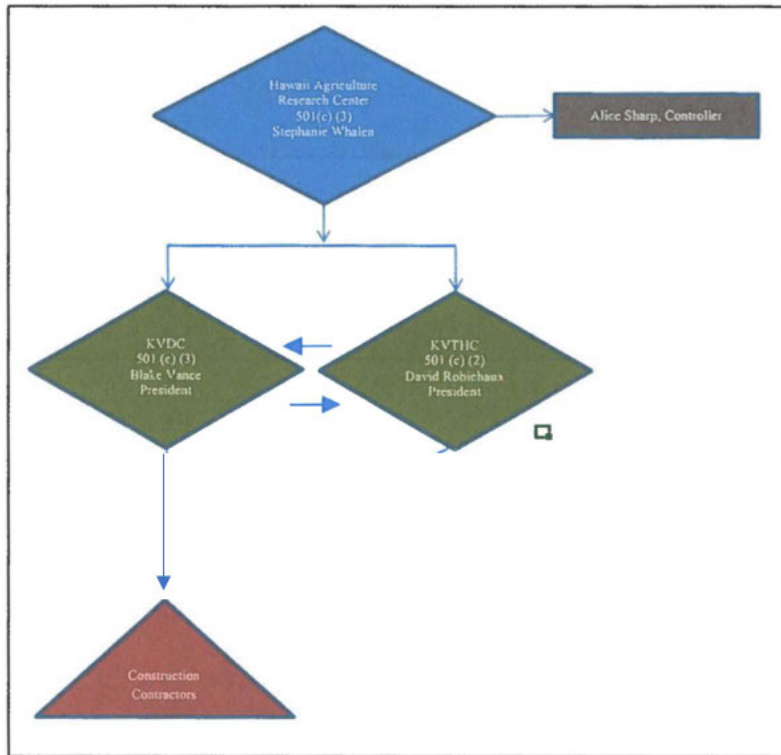 Hawaii Agriculture
Research Center
501(c) (3)
Stephanie Whalen
Alice Sharp, Controller
KVDC
501 (c) (3)
Blake Vance
President
KVTHC
501 (c) (2)
David Robichaux
President
Construction
Contractors